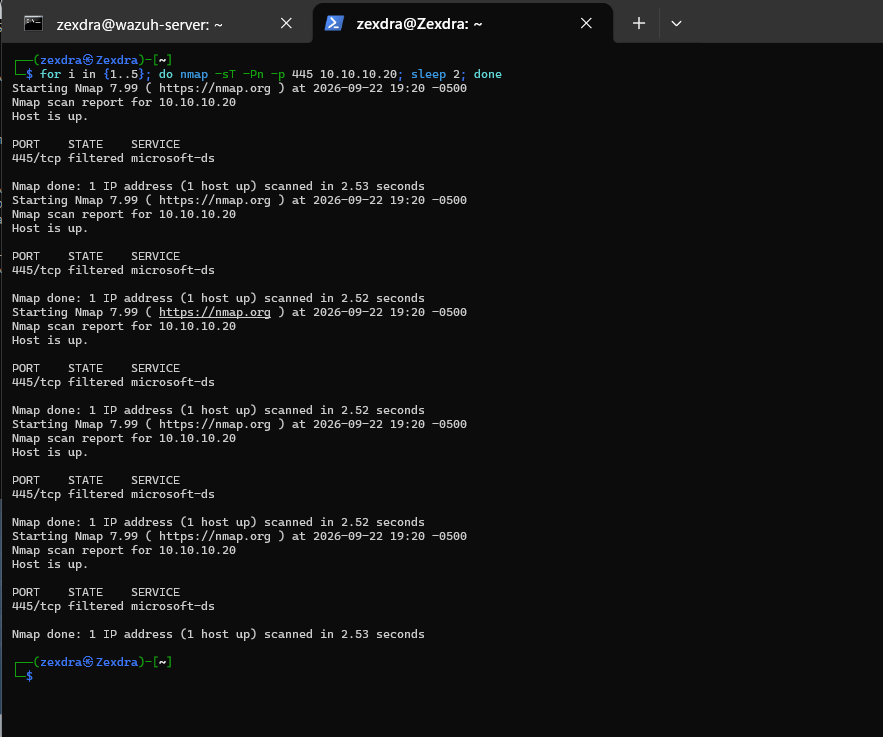 zexdra@wazuh-server: ~
zexdra@Zexdra: ~
┌──(zexdra㉿Zexdra)-[~]
└─$ for i in {1..5}; do nmap -sT -Pn -p 445 10.10.10.20; sleep 2; done
Starting Nmap 7.99 ( https://nmap.org ) at 2026-09-22 19:20 -0500
Nmap scan report for 10.10.10.20
Host is up.

PORT    STATE    SERVICE
445/tcp filtered microsoft-ds

Nmap done: 1 IP address (1 host up) scanned in 2.53 seconds
Starting Nmap 7.99 ( https://nmap.org ) at 2026-09-22 19:20 -0500
Nmap scan report for 10.10.10.20
Host is up.

PORT    STATE    SERVICE
445/tcp filtered microsoft-ds

Nmap done: 1 IP address (1 host up) scanned in 2.52 seconds
Starting Nmap 7.99 ( https://nmap.org ) at 2026-09-22 19:20 -0500
Nmap scan report for 10.10.10.20
Host is up.

PORT    STATE    SERVICE
445/tcp filtered microsoft-ds

Nmap done: 1 IP address (1 host up) scanned in 2.52 seconds
Starting Nmap 7.99 ( https://nmap.org ) at 2026-09-22 19:20 -0500
Nmap scan report for 10.10.10.20
Host is up.

PORT    STATE    SERVICE
445/tcp filtered microsoft-ds

Nmap done: 1 IP address (1 host up) scanned in 2.52 seconds
Starting Nmap 7.99 ( https://nmap.org ) at 2026-09-22 19:20 -0500
Nmap scan report for 10.10.10.20
Host is up.

PORT    STATE    SERVICE
445/tcp filtered microsoft-ds

Nmap done: 1 IP address (1 host up) scanned in 2.53 seconds

┌──(zexdra㉿Zexdra)-[~]
└─$